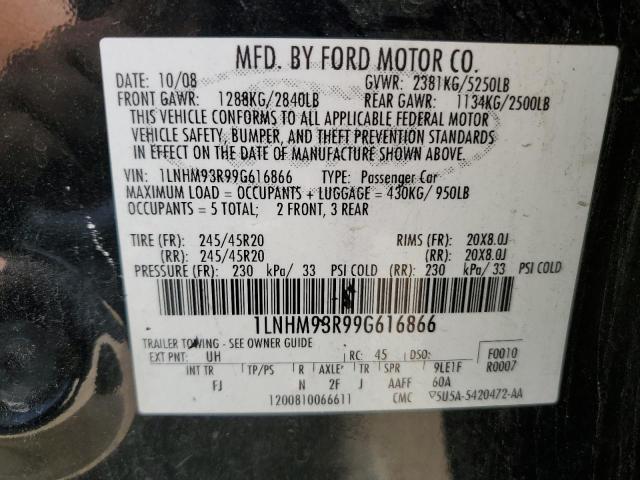 MFD. BY FORD MOTOR CO.
DATE: 10/08 GVWR: 2381KG/5250LB
FRONT GAWR: 1288KG/2840LB REAR GAWR: 1134KG/2500LB
THIS VEHICLE CONFORMS TO ALL APPLICABLE FEDERAL MOTOR
VEHICLE SAFETY, BUMPER, AND THEFT PREVENTION STANDARDS
IN EFFECT ON THE DATE OF MANUFACTURE SHOWN ABOVE.
VIN: 1LNHM93R99G616866 TYPE: Passenger Car
MAXIMUM LOAD = OCCUPANTS + LUGGAGE = 430KG/ 950LB
OCCUPANTS = 5 TOTAL; 2 FRONT, 3 REAR
TIRE (FR): 245/45R20 RIMS (FR): 20X8.0J
(RR): 245/45R20 (RR): 20X8.0J
PRESSURE (FR): 230 kPa/ 33 PSI COLD (RR): 230 kPa/ 33 PSI COLD
1LNHM93R99G616866
TRAILER TOWING - SEE OWNER GUIDE
EXT PNT: UH RC: 45 DSO: F0010
INT TR TP/PS R AXLE TR SPR 9LE1F R0007
FJ N 2F J AAFF 60A
1200810066611 CMC 5U5A-5420472-AA